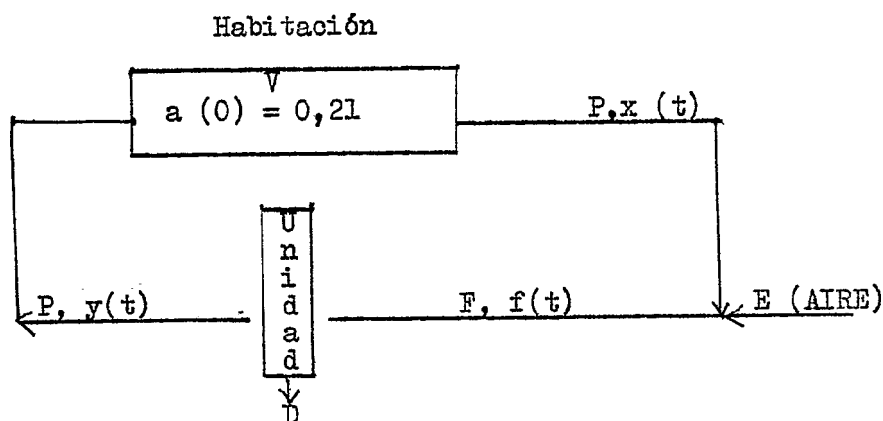 Habitación
V
a (0) = 0,21
P,x (t)
Unidad
P, y(t)
F, f(t)
E (AIRE)
D